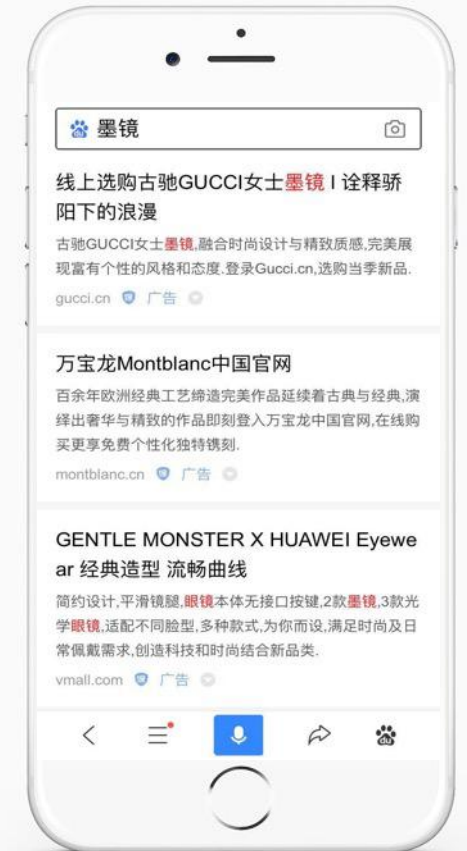 墨镜
线上选购古驰GUCCI女士墨镜 I 诠释骄
阳下的浪漫
古驰GUCCI女士墨镜,融合时尚设计与精致质感,完美展
现富有个性的风格和态度.登录Gucci.cn,选购当季新品.
gucci.cn 广告
万宝龙Montblanc中国官网
百余年欧洲经典工艺缔造完美作品延续着古典与经典,演
绎出奢华与精致的作品即刻登入万宝龙中国官网,在线购
买更享免费个性化独特镌刻.
montblanc.cn 广告
GENTLE MONSTER X HUAWEI Eyewe
ar 经典造型 流畅曲线
简约设计,平滑镜腿,眼镜本体无接口按键,2款墨镜,3款光
学眼镜,适配不同脸型,多种款式,为你而设,满足时尚及日
常佩戴需求,创造科技和时尚结合新品类.
vmall.com 广告